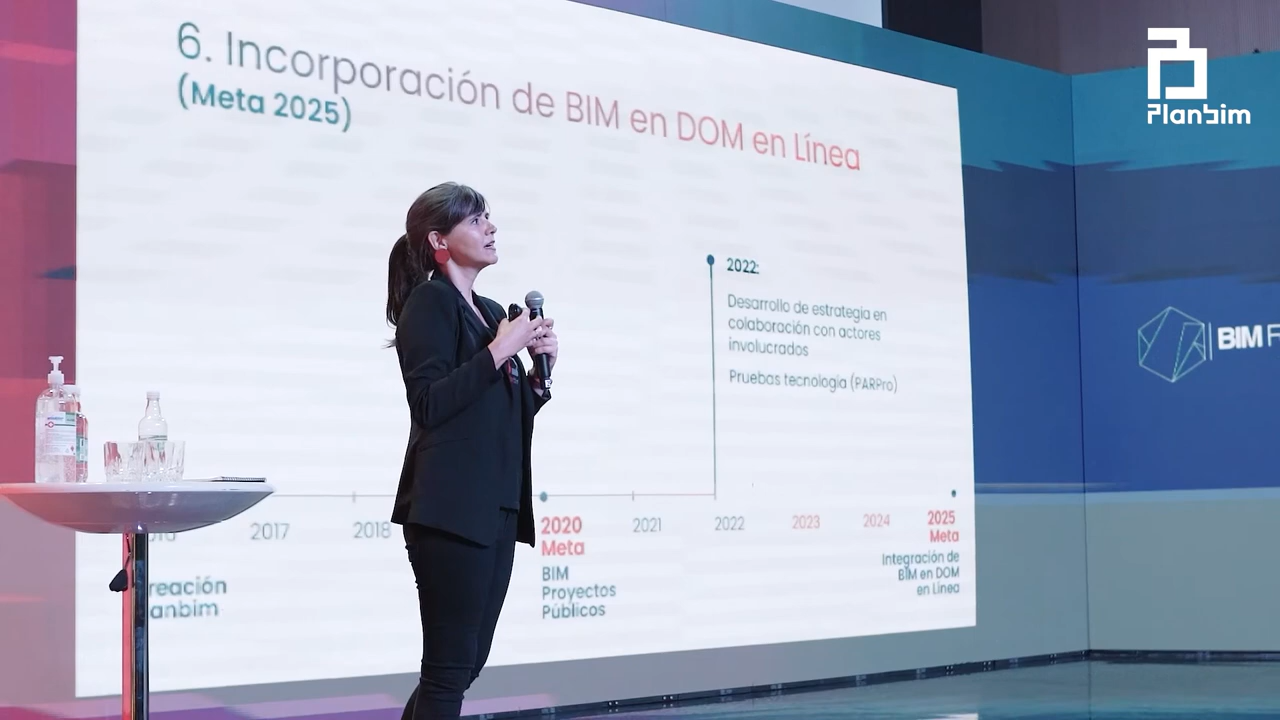 6. Incorporación de BIM en DOM en Línea
(Meta 2025)
Planbim
BIM
2022:
Desarrollo de estrategia en
colaboración con actores
involucrados
Pruebas tecnología (PARPro)
2017
2018
2020
Meta
BIM
Proyectos
Públicos
2021
2022
2023
2024
2025
Meta
Integración de
BIM en DOM
en Línea
reación
anbim